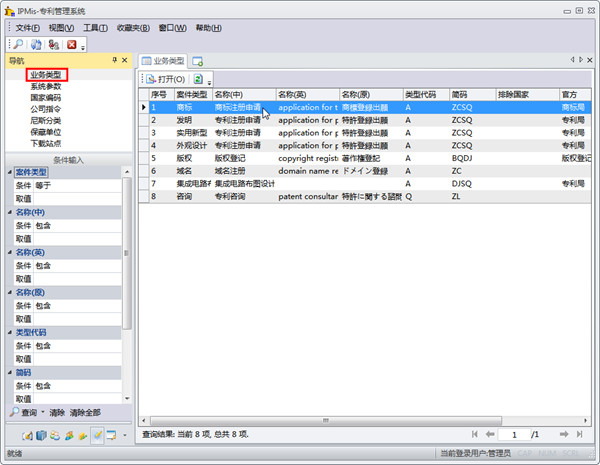 IPMis-专利管理系统
文件(F) 视图(V) 工具(T) 收藏夹(B) 窗口(W) 帮助(H)
导航
业务类型
系统参数
国家编码
公司指令
尼斯分类
保藏单位
下载站点
条件输入
案件类型
条件 等于
取值
名称(中)
条件 包含
取值
名称(英)
条件 包含
取值
名称(原)
条件 包含
取值
类型代码
条件 包含
取值
简码
条件 包含
取值
查询 清除 清除全部
业务类型
打开(O)
序号 案件类型 名称(中) 名称(英) 名称(原) 类型代码 简码 排除国家 官方
1 商标 商标注册申请 application for t 商標登録出願 A ZCSQ 商标局
2 发明 专利注册申请 application for p 特許登録出願 A ZCSQ 专利局
3 实用新型 专利注册申请 application for p 特許登録出願 A ZCSQ 专利局
4 外观设计 专利注册申请 application for p 特許登録出願 A ZCSQ 专利局
5 版权 版权登记 copyright regist 著作権登記 A BQDJ 版权登记
6 域名 域名注册 domain name re ドメイン登録 A ZC
7 集成电路布 集成电路布图设计 A DJSQ 专利局
8 咨询 专利咨询 patent consultar 特許に関する諮問 Q ZL
查询结果: 当前 8 项, 总共 8 项.
1 /1
就绪
当前登录用户:管理员 CAP NUM SCRL